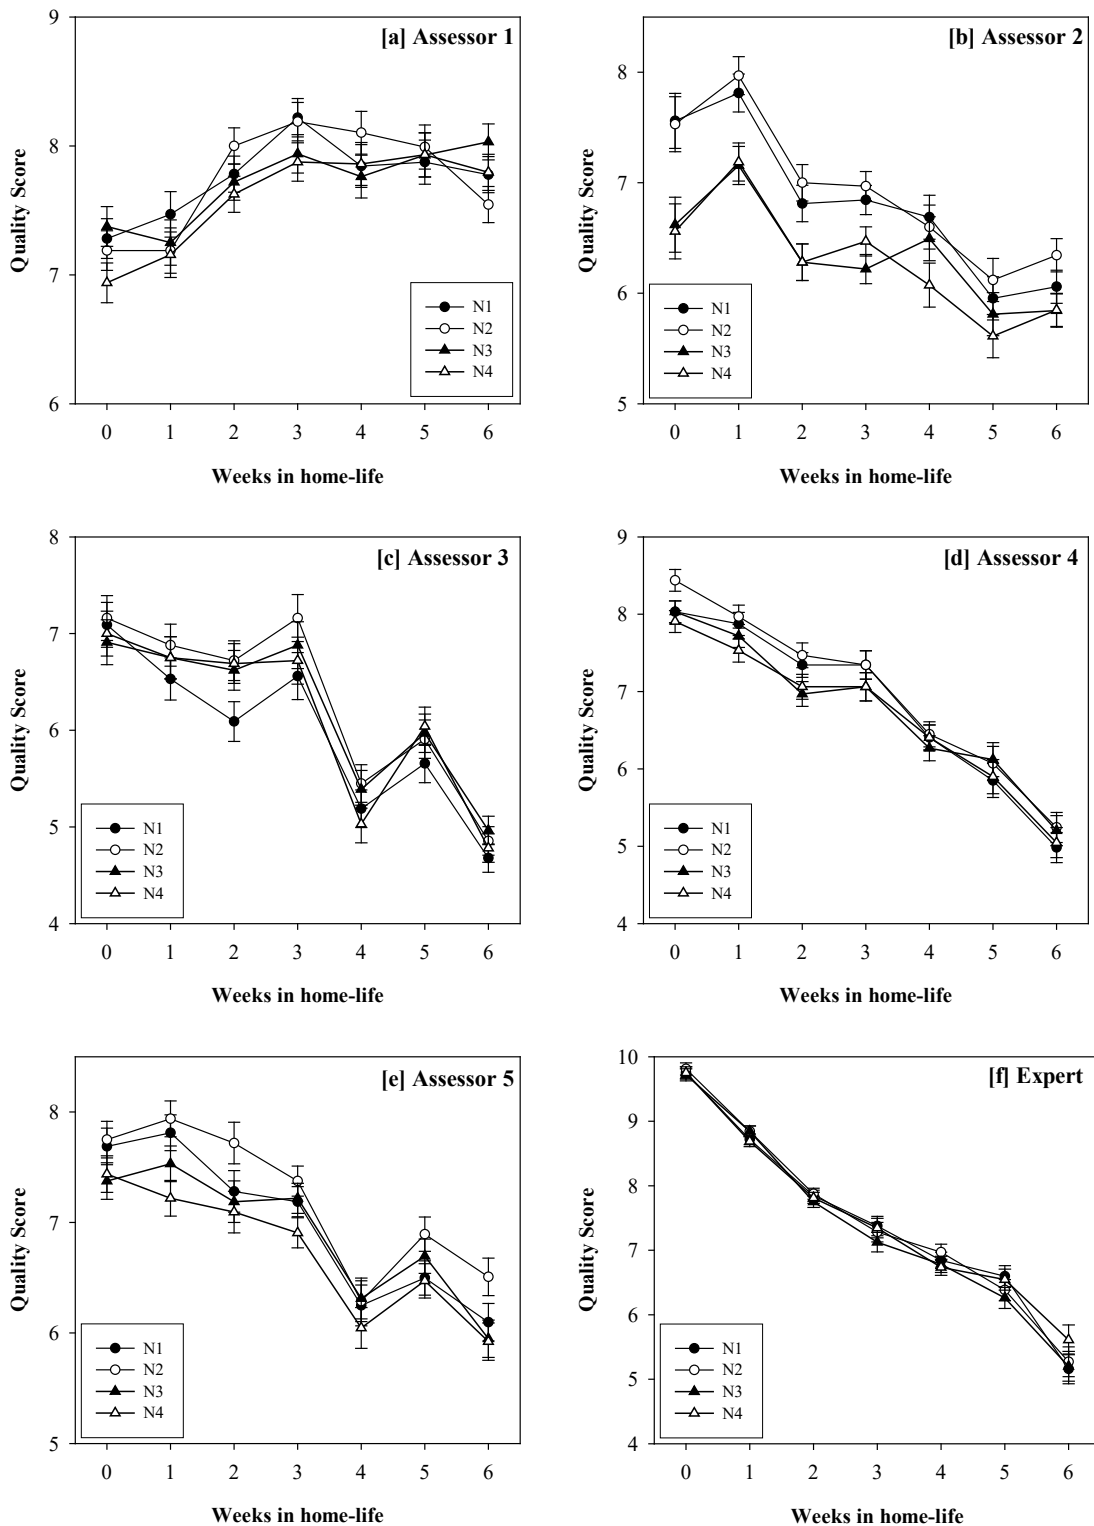 [a] Assessor 1
Quality Score
9
8
7
6
N1
N2
N3
N4
0 1 2 3 4 5 6
Weeks in home-life
[b] Assessor 2
Quality Score
8
7
6
5
N1
N2
N3
N4
0 1 2 3 4 5 6
Weeks in home-life
[c] Assessor 3
Quality Score
8
7
6
5
4
N1
N2
N3
N4
0 1 2 3 4 5 6
Weeks in home-life
[d] Assessor 4
Quality Score
9
8
7
6
5
4
N1
N2
N3
N4
0 1 2 3 4 5 6
Weeks in home-life
[e] Assessor 5
Quality Score
8
7
6
5
N1
N2
N3
N4
0 1 2 3 4 5 6
Weeks in home-life
[f] Expert
Quality Score
10
9
8
7
6
5
4
N1
N2
N3
N4
0 1 2 3 4 5 6
Weeks in home-life